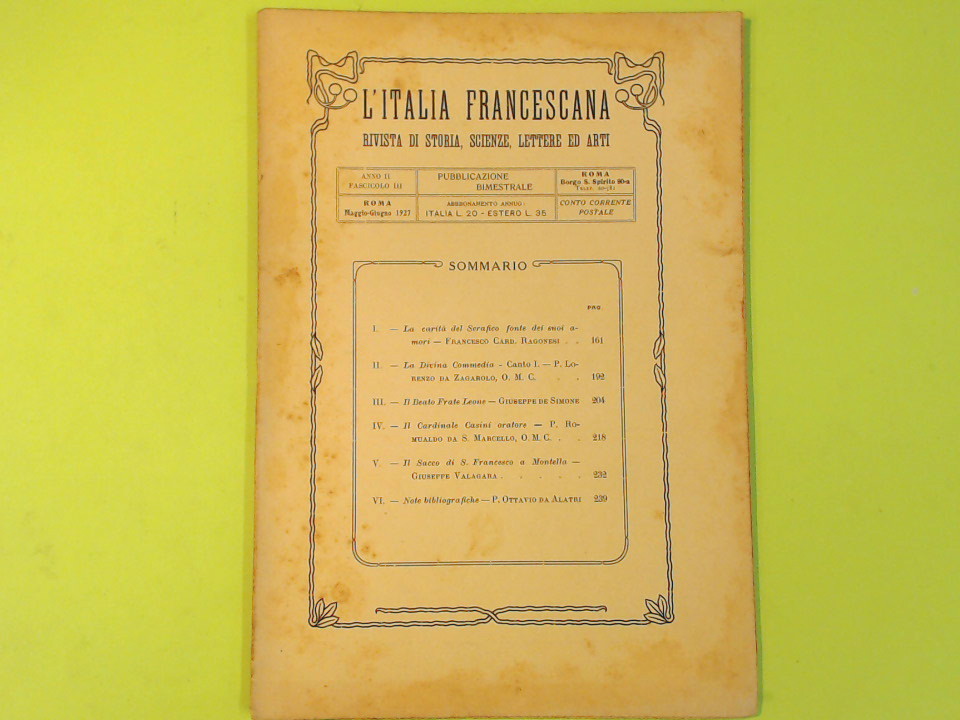 L'ITALIA FRANCESCANA
RIVISTA DI STORIA, SCIENZE, LETTERE ED ARTI
ANNO II
FASCICOLO III
PUBBLICAZIONE
BIMESTRALE
ROMA
Borgo S. Spirito 90-a
ROMA
Maggio-Giugno 1927
ABBONAMENTO ANNUO:
ITALIA L. 20 - ESTERO L. 35
CONTO CORRENTE
POSTALE
SOMMARIO
PAG.
I. — La carità del Serafico fonte dei suoi a-
mori — FRANCESCO CARD. RAGONESI . . 161
II. — La Divina Commedia - Canto I. — P. LO-
RENZO DA ZAGAROLO, O. M. C. . . 192
III. — Il Beato Frate Leone — GIUSEPPE DE SIMONE 204
IV. — Il Cardinale Casini oratore — P. RO-
MUALDO DA S. MARCELLO, O. M. C. . . 218
V. — Il Sacco di S. Francesco a Montella —
GIUSEPPE VALAGARA . . . . . 232
VI. — Note bibliografiche — P. OTTAVIO DA ALATRI 239